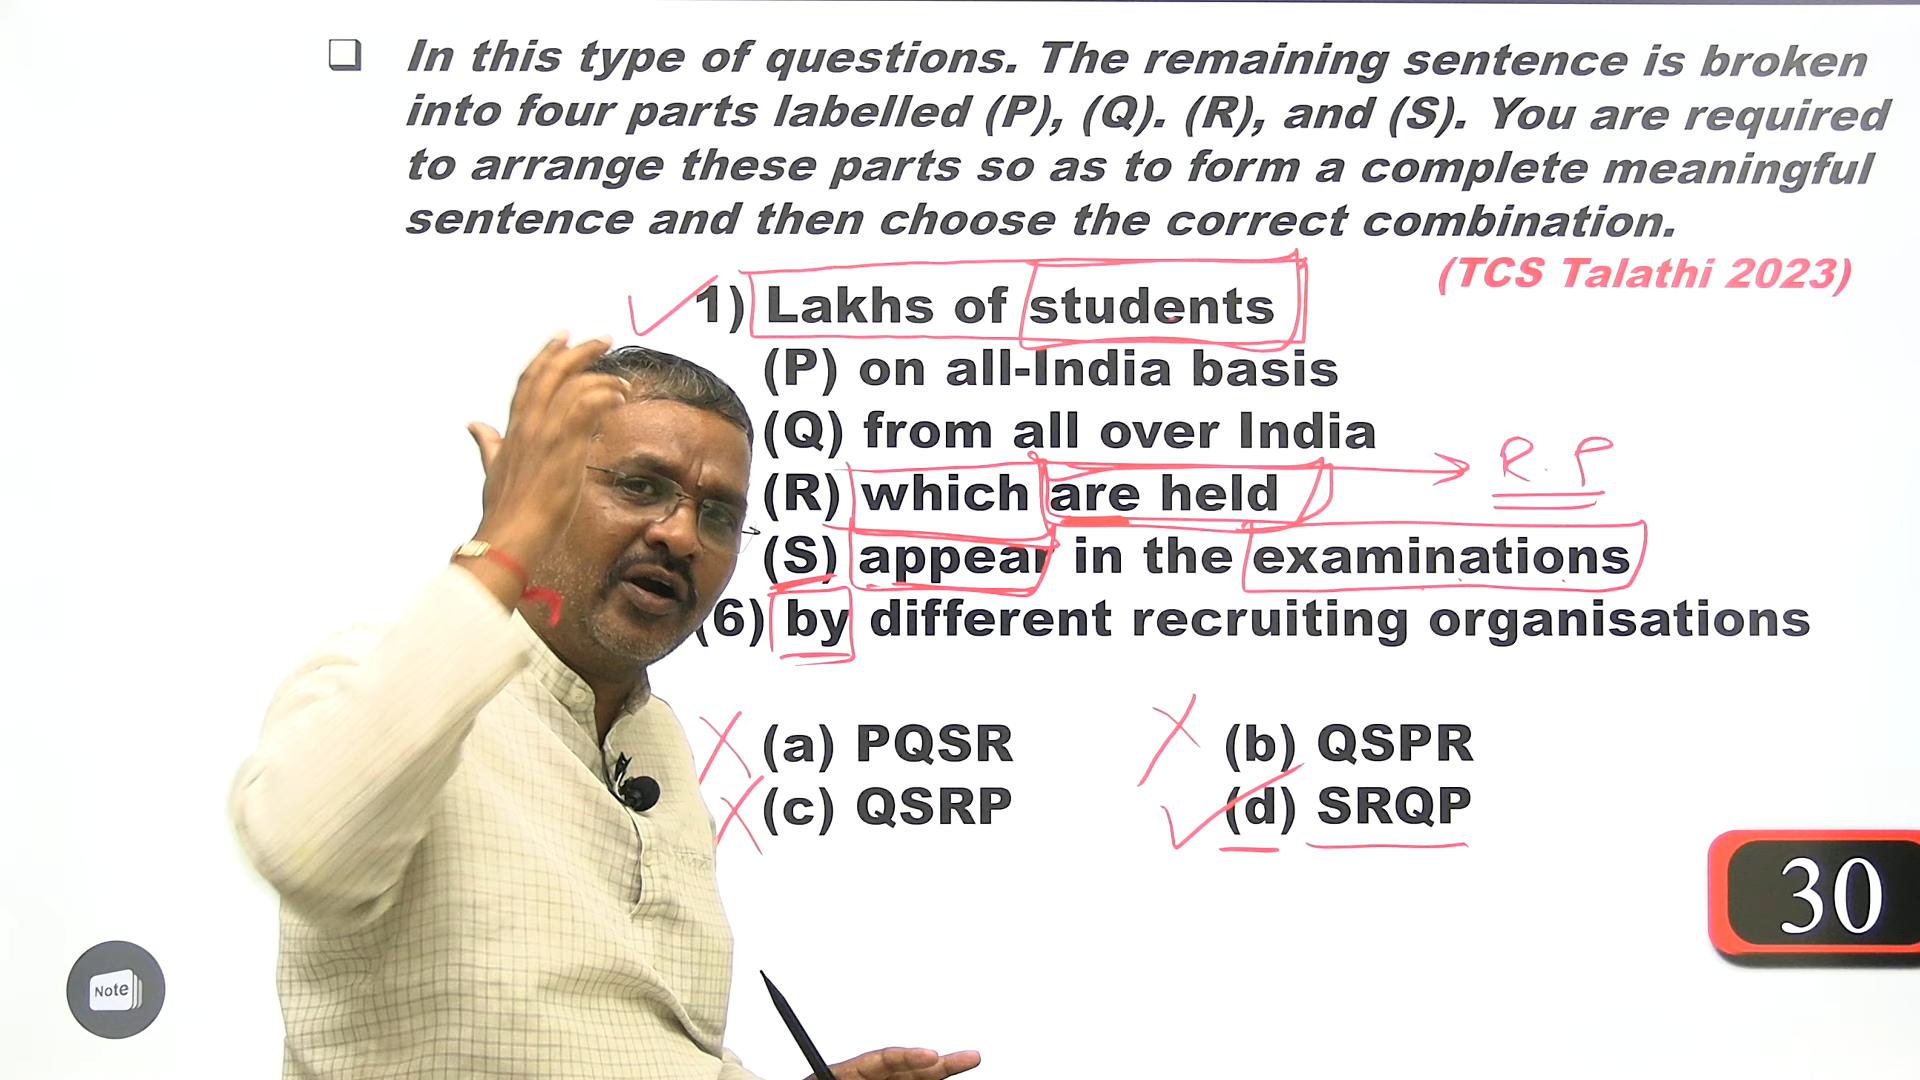 ❑ In this type of questions. The remaining sentence is broken
into four parts labelled (P), (Q). (R), and (S). You are required
to arrange these parts so as to form a complete meaningful
sentence and then choose the correct combination.
(TCS Talathi 2023)
1) Lakhs of students
(P) on all-India basis
(Q) from all over India
R. P
(R) which are held
(S) appear in the examinations
(6) by different recruiting organisations
(a) PQSR (b) QSPR
(c) QSRP (d) SRQP
30
Note